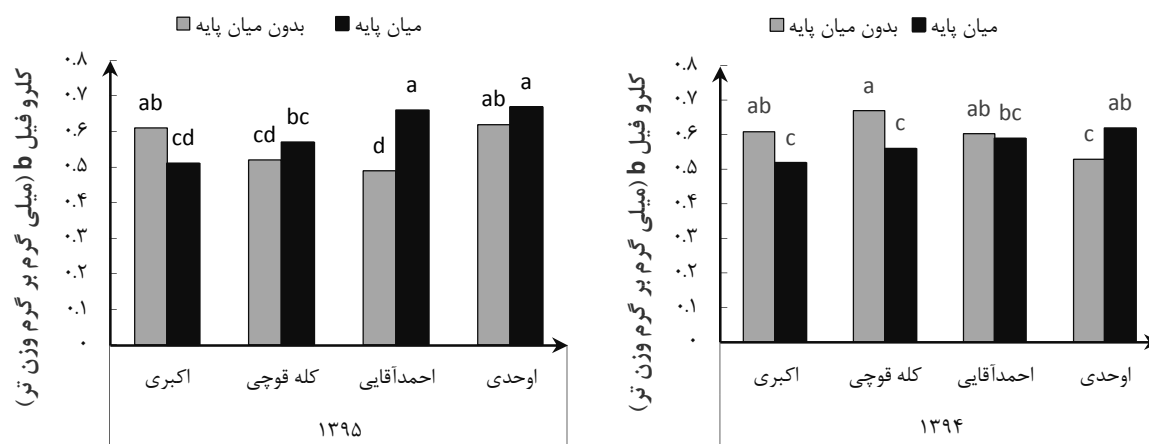 بدون میان پایه میان پایه
کلرو فیل b (میلی گرم بر گرم وزن تر)
۰.۸
۰.۷
۰.۶
۰.۵
۰.۴
۰.۳
۰.۲
۰.۱
۰
ab cd cd bc d a ab a
اکبری کله قوچی احمدآقایی اوحدی
۱۳۹۵
بدون میان پایه میان پایه
کلرو فیل b (میلی گرم بر گرم وزن تر)
۰.۸
۰.۷
۰.۶
۰.۵
۰.۴
۰.۳
۰.۲
۰.۱
۰
ab c a c ab bc c ab
اکبری کله قوچی احمدآقایی اوحدی
۱۳۹۴